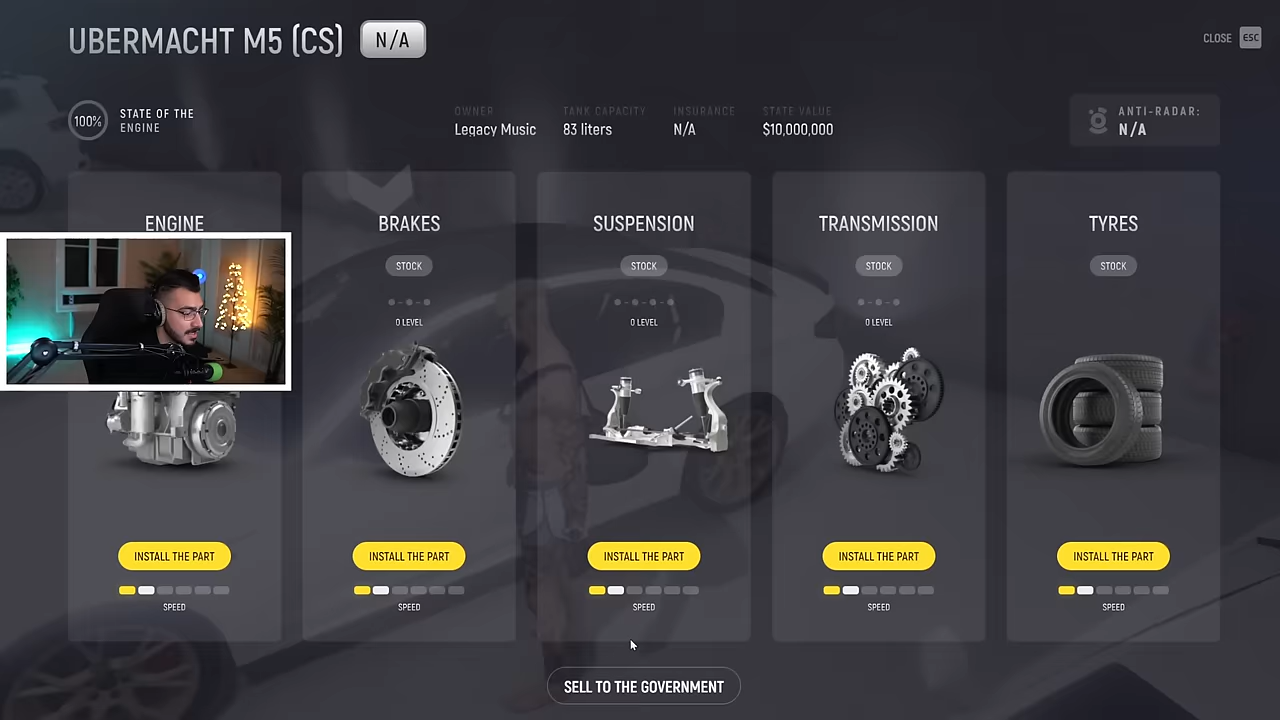 UBERMACHT M5 (CS)
N/A
CLOSE ESC
100%
STATE OF THE
ENGINE
OWNER
Legacy Music
TANK CAPACITY
83 liters
INSURANCE
N/A
STATE VALUE
$10,000,000
ANTI-RADAR:
N/A
ENGINE
INSTALL THE PART
SPEED
BRAKES
STOCK
0 LEVEL
INSTALL THE PART
SPEED
SUSPENSION
STOCK
0 LEVEL
INSTALL THE PART
SPEED
TRANSMISSION
STOCK
0 LEVEL
INSTALL THE PART
SPEED
TYRES
STOCK
INSTALL THE PART
SPEED
SELL TO THE GOVERNMENT